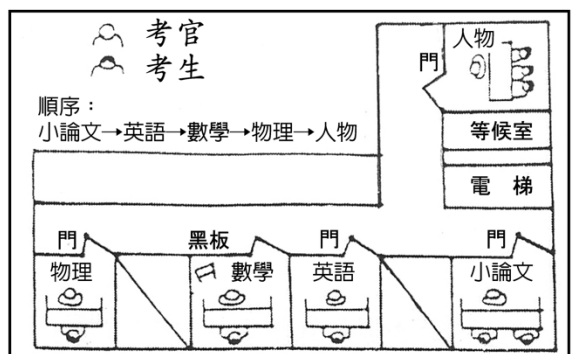 考官
考生
順序：
小論文→英語→數學→物理→人物
人物
門
等候室
電梯
門
黑板
門
門
物理
數學
英語
小論文